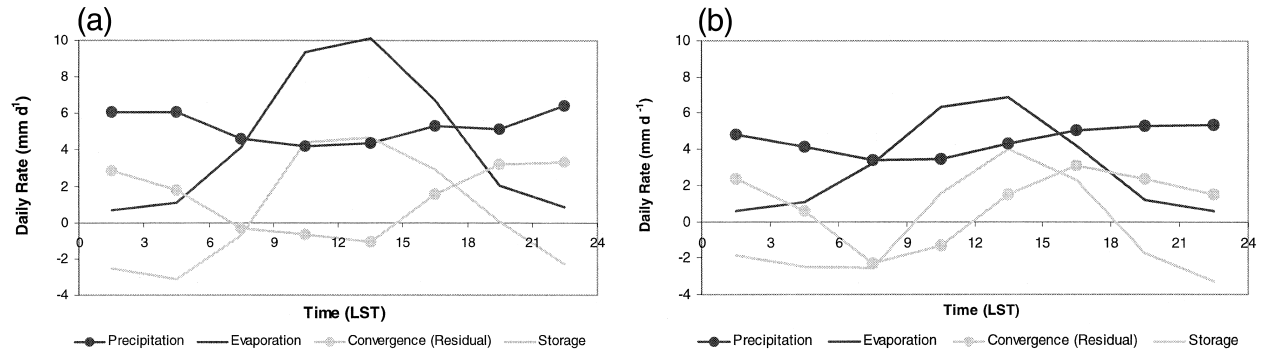 (a)
10
8
6
4
2
0
-2
-4
Daily Rate (mm d¹)
0 3 6 9 12 15 18 21 24
Time (LST)
Precipitation Evaporation Convergence (Residual) Storage
(b)
10
8
6
4
2
0
-2
-4
Daily Rate (mm d⁻¹)
0 3 6 9 12 15 18 21 24
Time (LST)
Precipitation Evaporation Convergence (Residual) Storage